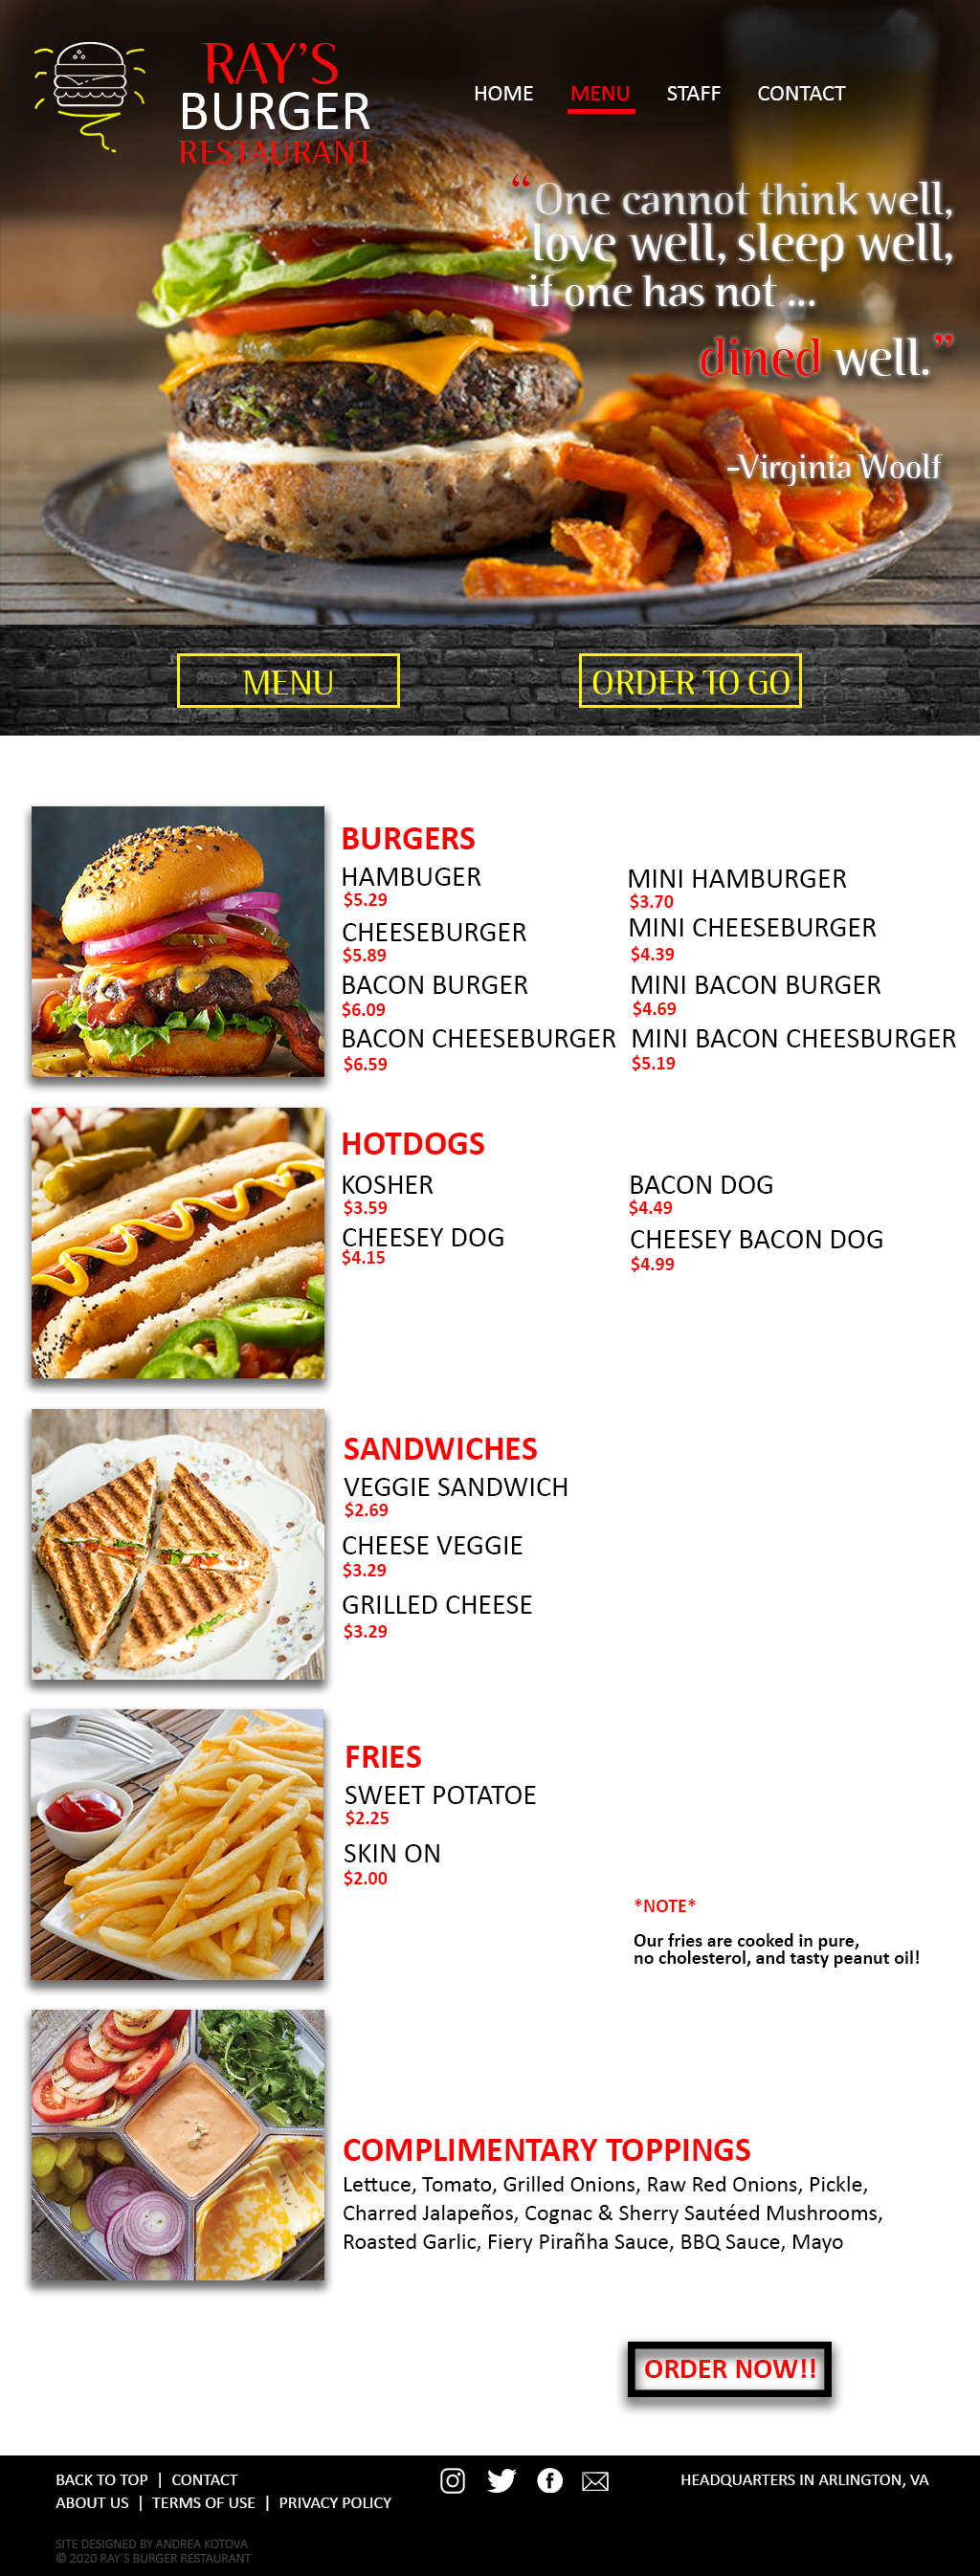 RAY'S
BURGER
RESTAURANT
HOME MENU STAFF CONTACT
“One cannot think well,
love well, sleep well,
if one has not ...
dined well.”
-Virginia Woolf
MENU
ORDER TO GO
BURGERS
HAMBUGER
$5.29
CHEESEBURGER
$5.89
BACON BURGER
$6.09
BACON CHEESEBURGER
$6.59
MINI HAMBURGER
$3.70
MINI CHEESEBURGER
$4.39
MINI BACON BURGER
$4.69
MINI BACON CHEESBURGER
$5.19
HOTDOGS
KOSHER
$3.59
CHEESEY DOG
$4.15
BACON DOG
$4.49
CHEESEY BACON DOG
$4.99
SANDWICHES
VEGGIE SANDWICH
$2.69
CHEESE VEGGIE
$3.29
GRILLED CHEESE
$3.29
FRIES
SWEET POTATOE
$2.25
SKIN ON
$2.00
*NOTE*
Our fries are cooked in pure,
no cholesterol, and tasty peanut oil!
COMPLIMENTARY TOPPINGS
Lettuce, Tomato, Grilled Onions, Raw Red Onions, Pickle,
Charred Jalapeños, Cognac & Sherry Sautéed Mushrooms,
Roasted Garlic, Fiery Pirañha Sauce, BBQ Sauce, Mayo
ORDER NOW!!
BACK TO TOP | CONTACT
ABOUT US | TERMS OF USE | PRIVACY POLICY
HEADQUARTERS IN ARLINGTON, VA
SITE DESIGNED BY ANDREA KOTOVA
© 2020 RAY'S BURGER RESTAURANT